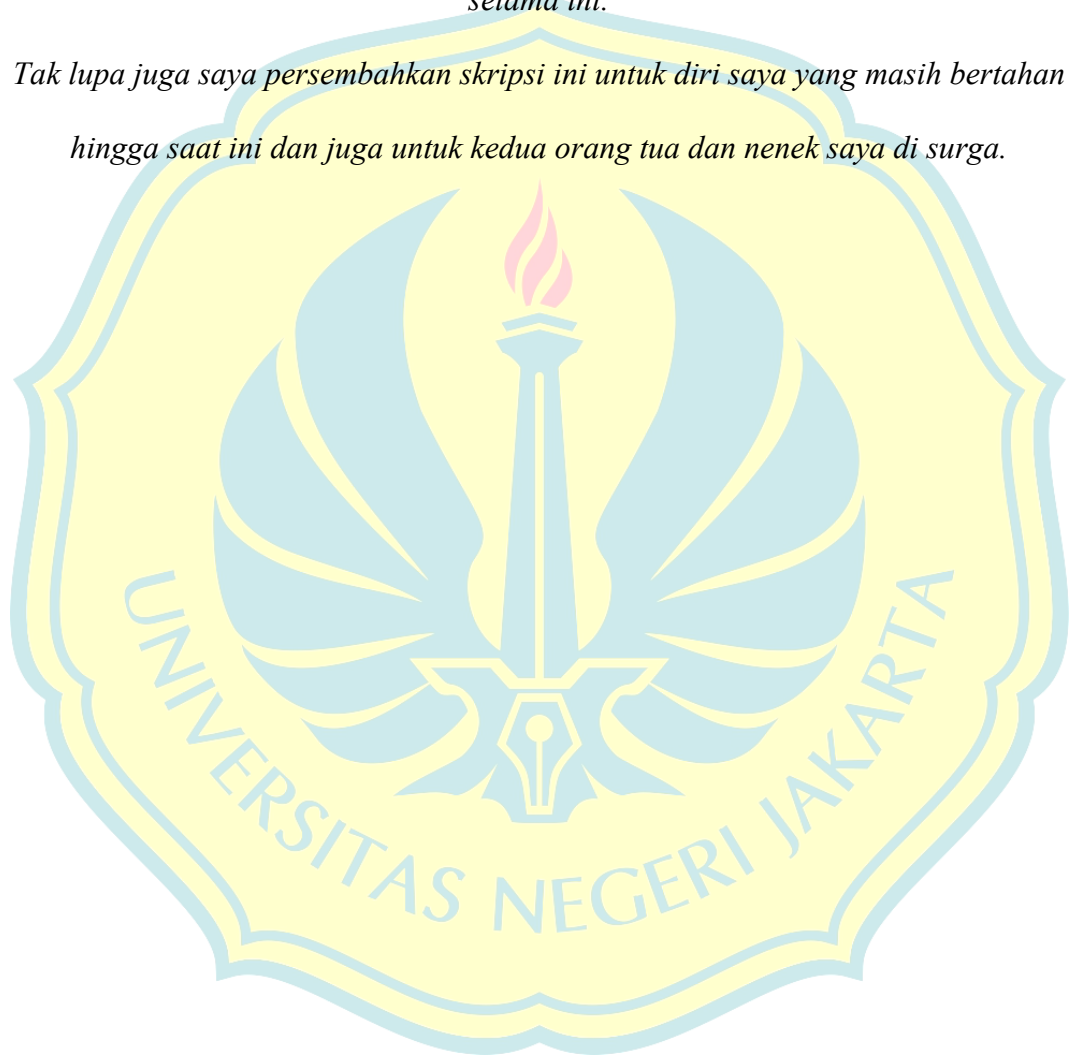 selama ini.
Tak lupa juga saya persembahkan skripsi ini untuk diri saya yang masih bertahan
hingga saat ini dan juga untuk kedua orang tua dan nenek saya di surga.
UNIVERSITAS NEGERI JAKARTA